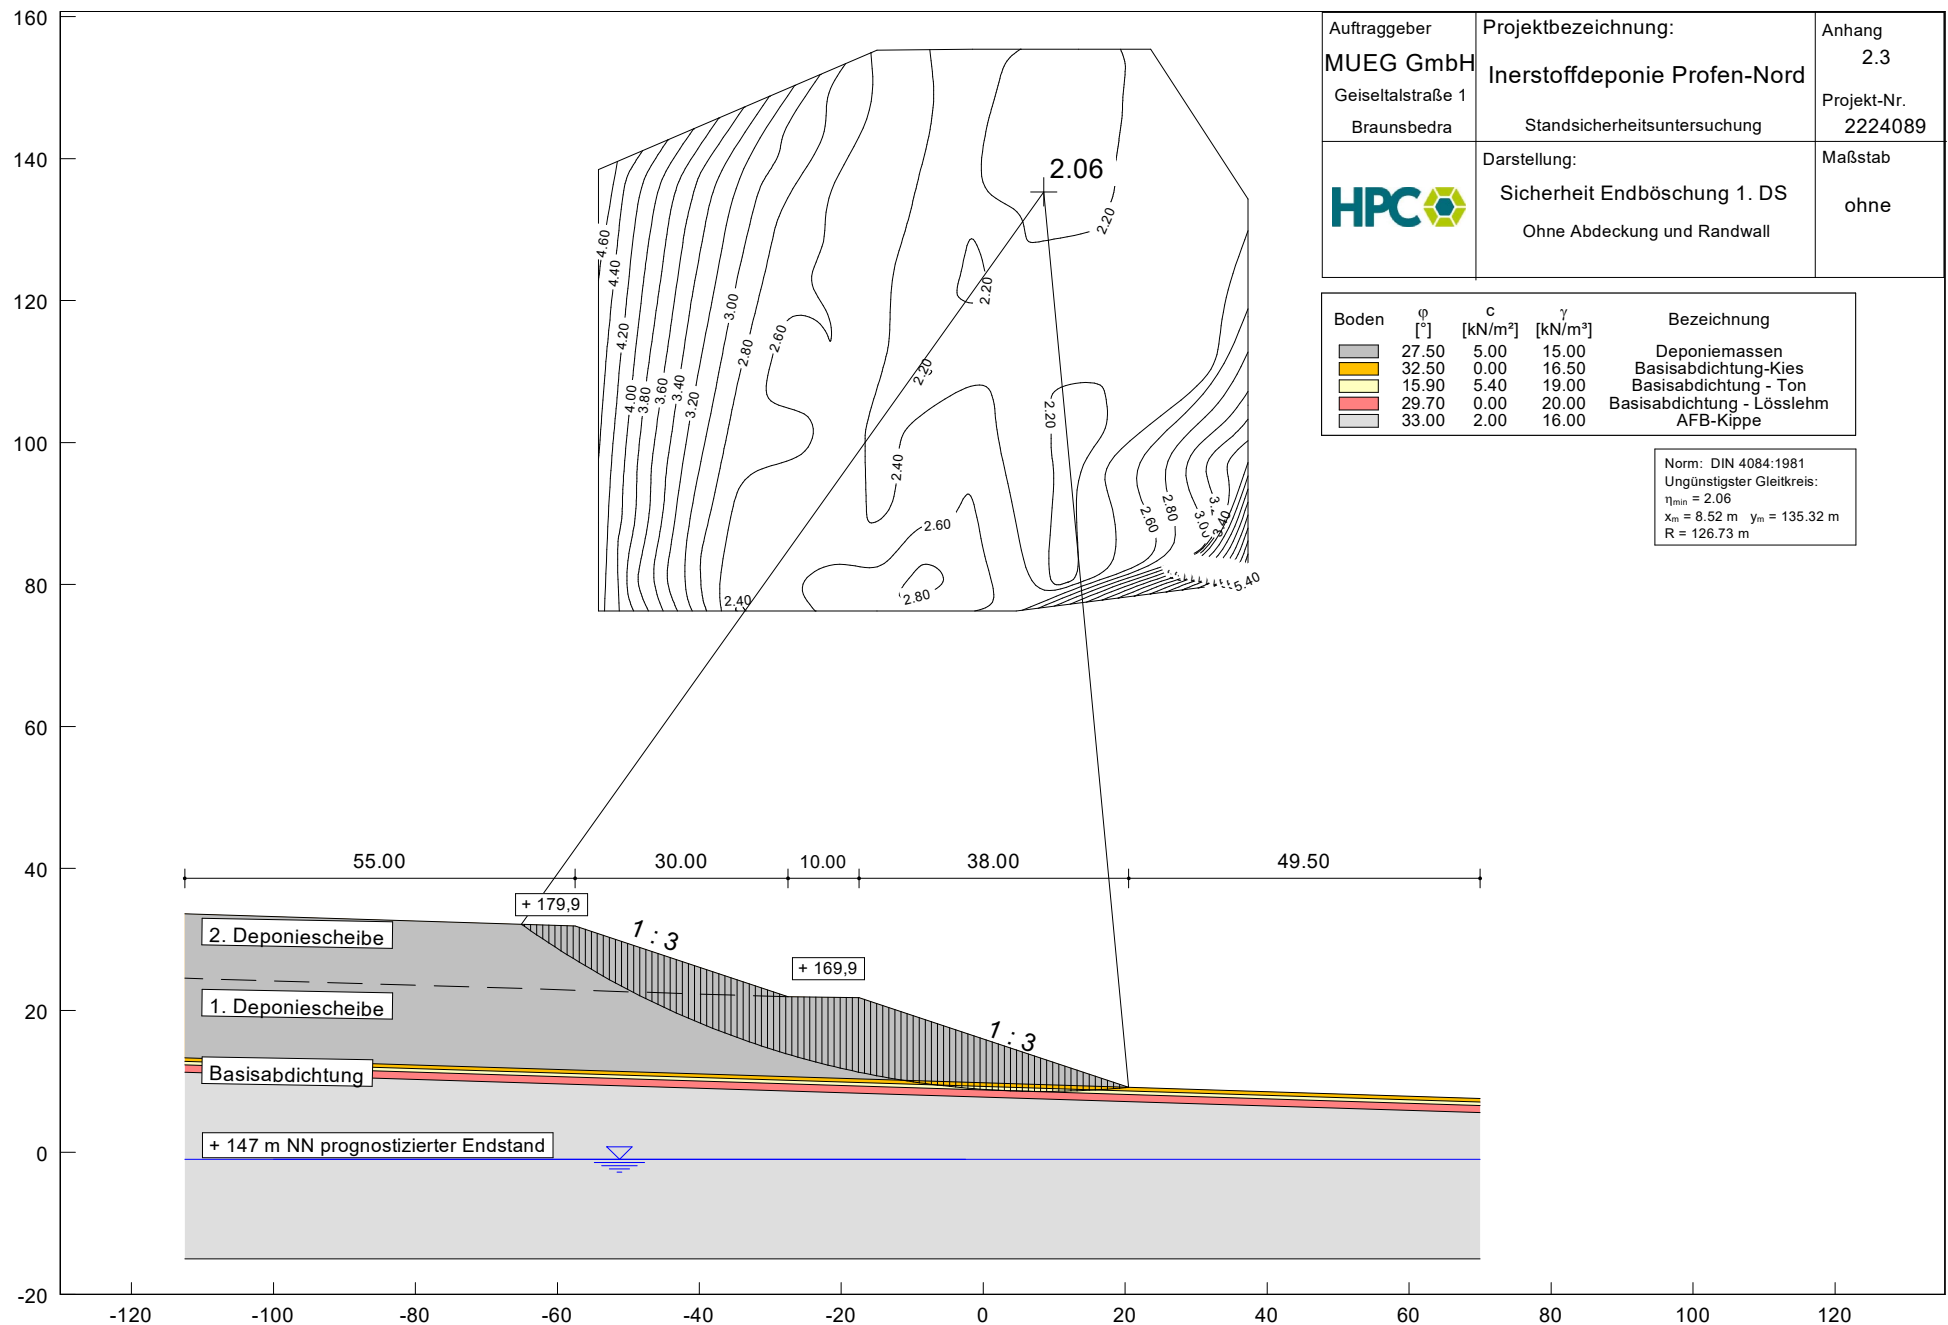 Auftraggeber
MUEG GmbH
Geiseltalstraße 1
Braunsbedra
Projektbezeichnung:
Inerstoffdeponie Profen-Nord
Standsicherheitsuntersuchung
Anhang
2.3
Projekt-Nr.
2224089
HPC
Darstellung:
Sicherheit Endböschung 1. DS
Ohne Abdeckung und Randwall
Maßstab
ohne
Boden φ [°] c [kN/m²] γ [kN/m³] Bezeichnung
27.50 5.00 15.00 Deponiemassen
32.50 0.00 16.50 Basisabdichtung-Kies
15.90 5.40 19.00 Basisabdichtung - Ton
29.70 0.00 20.00 Basisabdichtung - Lösslehm
33.00 2.00 16.00 AFB-Kippe
Norm: DIN 4084:1981
Ungünstigster Gleitkreis:
ηmin = 2.06
xm = 8.52 m ym = 135.32 m
R = 126.73 m
160
140
120
100
80
60
40
20
0
-20
2.06
2.20
4.60
4.40
4.20
4.00
3.80
3.60
3.40
3.20
3.00
2.80
2.60
2.20
2.20
2.20
2.40
2.60
2.80
2.40
2.60
2.80
3.40
5.40
55.00 30.00 10.00 38.00 49.50
+ 179,9
1 : 3
+ 169,9
1 : 3
2. Deponiescheibe
1. Deponiescheibe
Basisabdichtung
+ 147 m NN prognostizierter Endstand
-120 -100 -80 -60 -40 -20 0 20 40 60 80 100 120